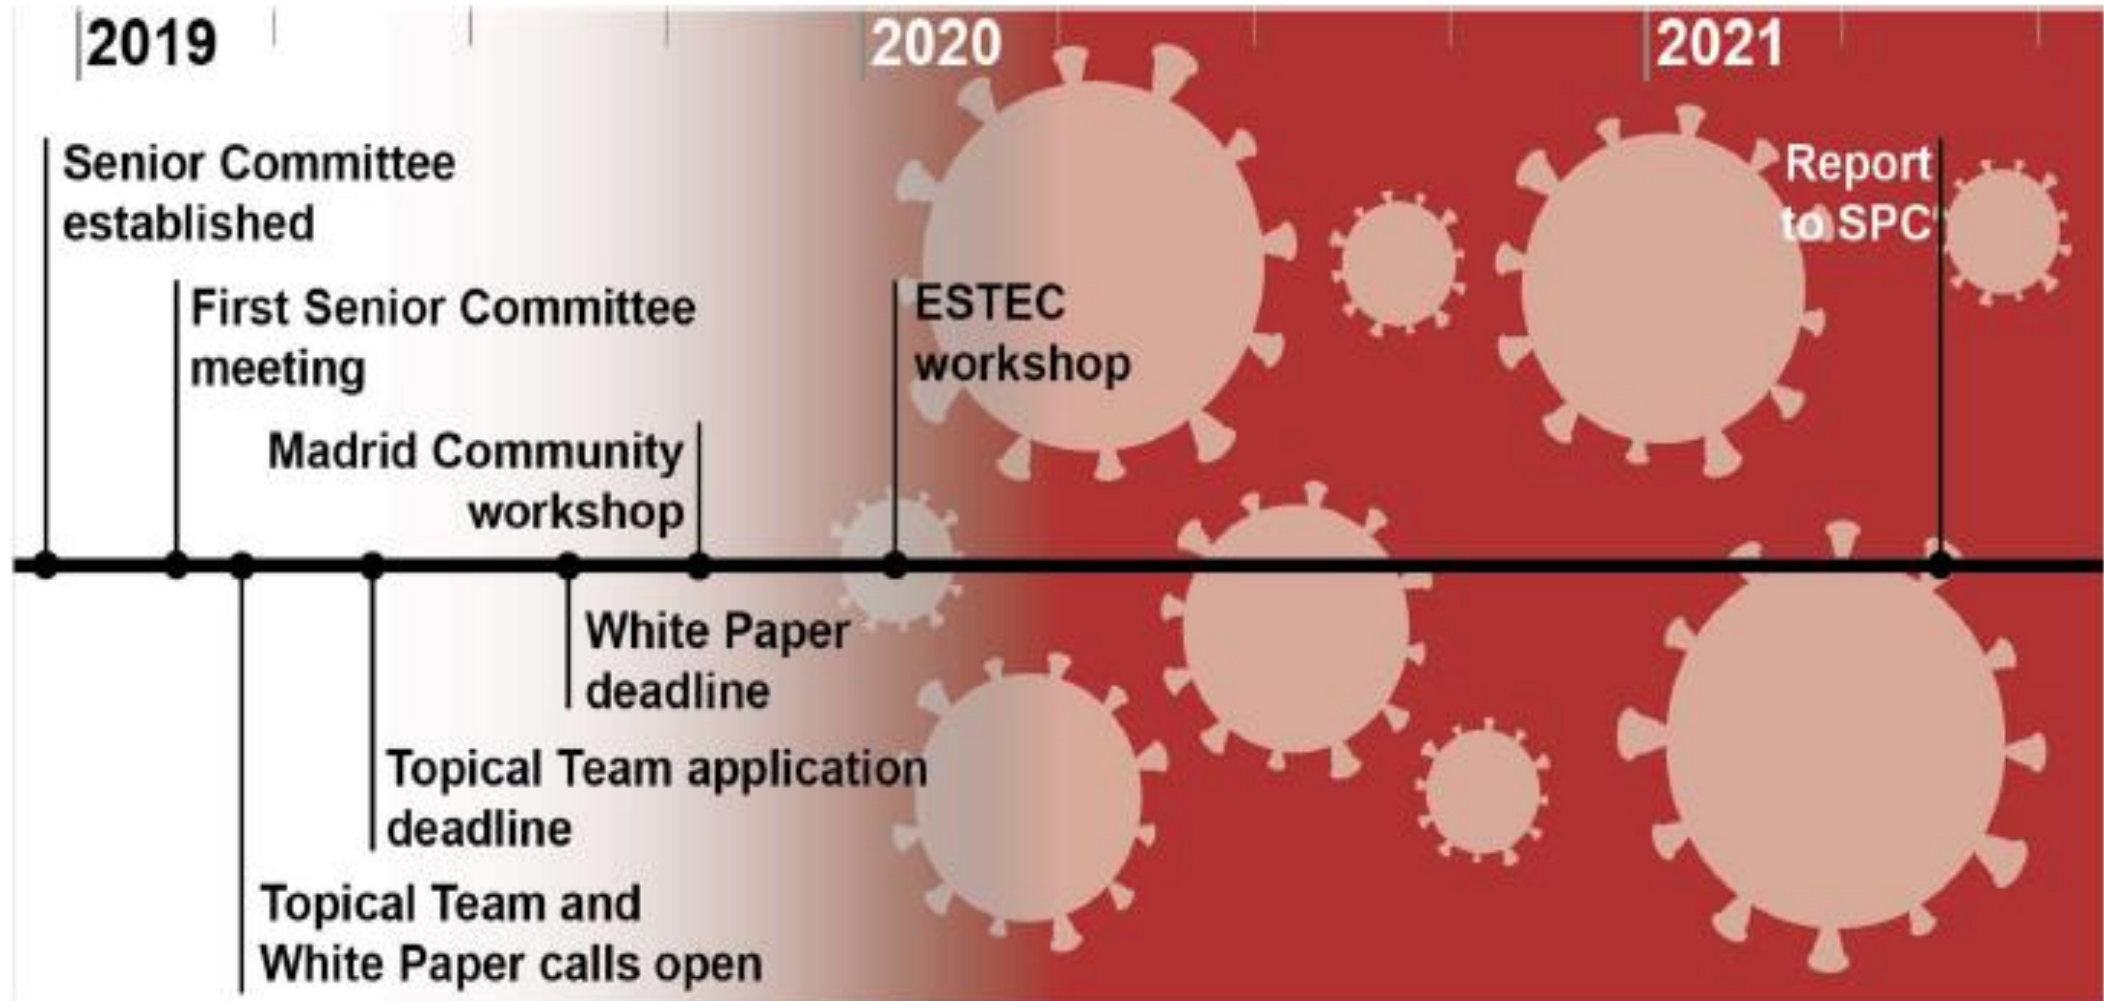 2019
2020
2021
Senior Committee
established
Report
to SPC
First Senior Committee
meeting
ESTEC
workshop
Madrid Community
workshop
White Paper
deadline
Topical Team application
deadline
Topical Team and
White Paper calls open